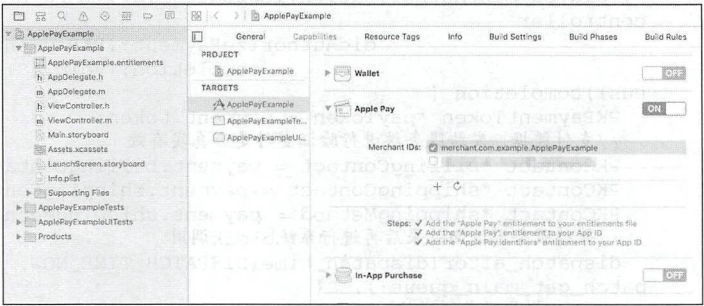 ApplePayExample
ApplePayExample
ApplePayExample
ApplePayExample.entitlements
h AppDelegate.h
m AppDelegate.m
h ViewController.h
m ViewController.m
Main.storyboard
Assets.xcassets
LaunchScreen.storyboard
Info.plist
Supporting Files
ApplePayExampleTests
ApplePayExampleUITests
Products
General Capabilities Resource Tags Info Build Settings Build Phases Build Rules
PROJECT
ApplePayExample
TARGETS
ApplePayExample
ApplePayExampleTe...
ApplePayExampleUI...
Wallet OFF
Apple Pay ON
Merchant IDs: merchant.com.example.ApplePayExample
Steps: ✓ Add the "Apple Pay" entitlement to your entitlements file
✓ Add the "Apple Pay" entitlement to your App ID
✓ Add the "Apple Pay identifiers" entitlement to your App ID
In-App Purchase OFF